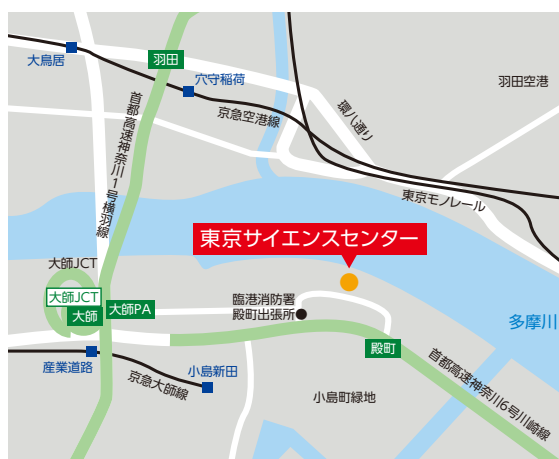 大鳥居
羽田
穴守稲荷
羽田空港
首都高速神奈川1号横羽線
京急空港線
環八通り
東京モノレール
東京サイエンスセンター
大師JCT
大師JCT
大師
大師PA
臨港消防署
殿町出張所
多摩川
殿町
産業道路
京急大師線
小島新田
小島町緑地
首都高速神奈川6号川崎線